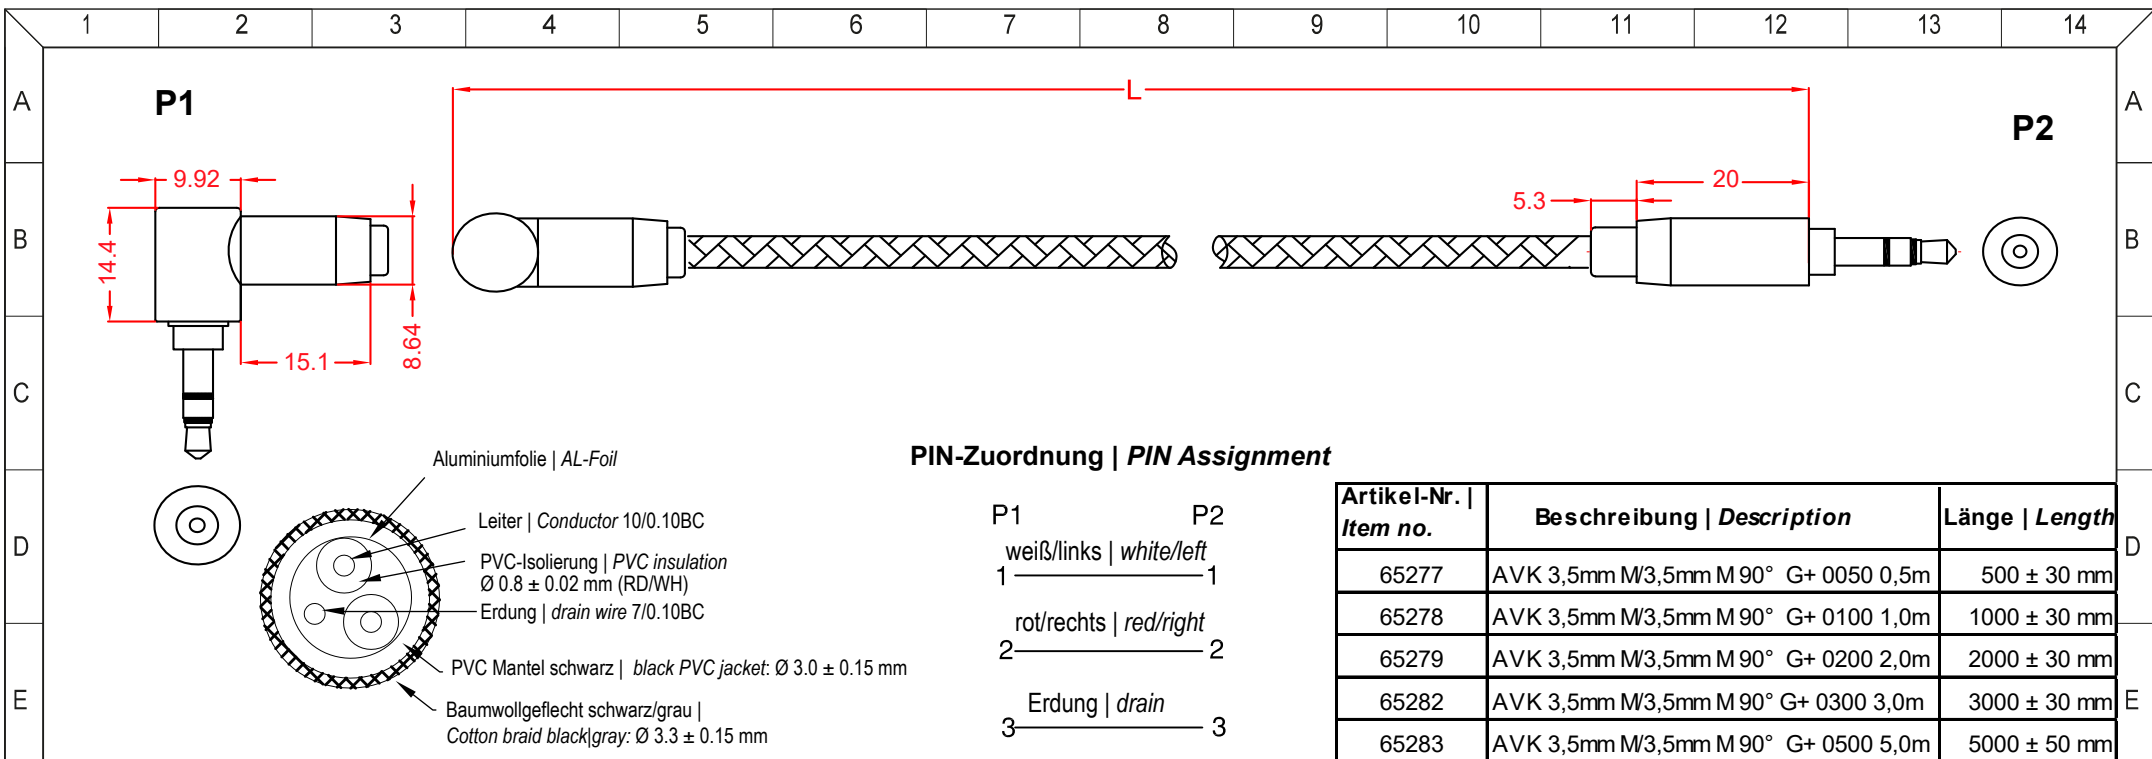 1 2 3 4 5 6 7 8 9 10 11 12 13 14
A A
P1
L
P2
B B
9.92
14.4
8.64
15.1
5.3
20
C C
Aluminiumfolie | AL-Foil
Leiter | Conductor 10/0.10BC
PVC-Isolierung | PVC insulation
Ø 0.8 ± 0.02 mm (RD/WH)
Erdung | drain wire 7/0.10BC
PVC Mantel schwarz | black PVC jacket: Ø 3.0 ± 0.15 mm
Baumwollgeflecht schwarz/grau |
Cotton braid black|gray: Ø 3.3 ± 0.15 mm
PIN-Zuordnung | PIN Assignment
P1 P2
weiß/links | white/left
1 1
rot/rechts | red/right
2 2
Erdung | drain
3 3
D D
E E
Artikel-Nr. |
Item no.
Beschreibung | Description
Länge | Length
65277 AVK 3,5mm M/3,5mm M 90° G+ 0050 0,5m 500 ± 30 mm
65278 AVK 3,5mm M/3,5mm M 90° G+ 0100 1,0m 1000 ± 30 mm
65279 AVK 3,5mm M/3,5mm M 90° G+ 0200 2,0m 2000 ± 30 mm
65282 AVK 3,5mm M/3,5mm M 90° G+ 0300 3,0m 3000 ± 30 mm
65283 AVK 3,5mm M/3,5mm M 90° G+ 0500 5,0m 5000 ± 50 mm